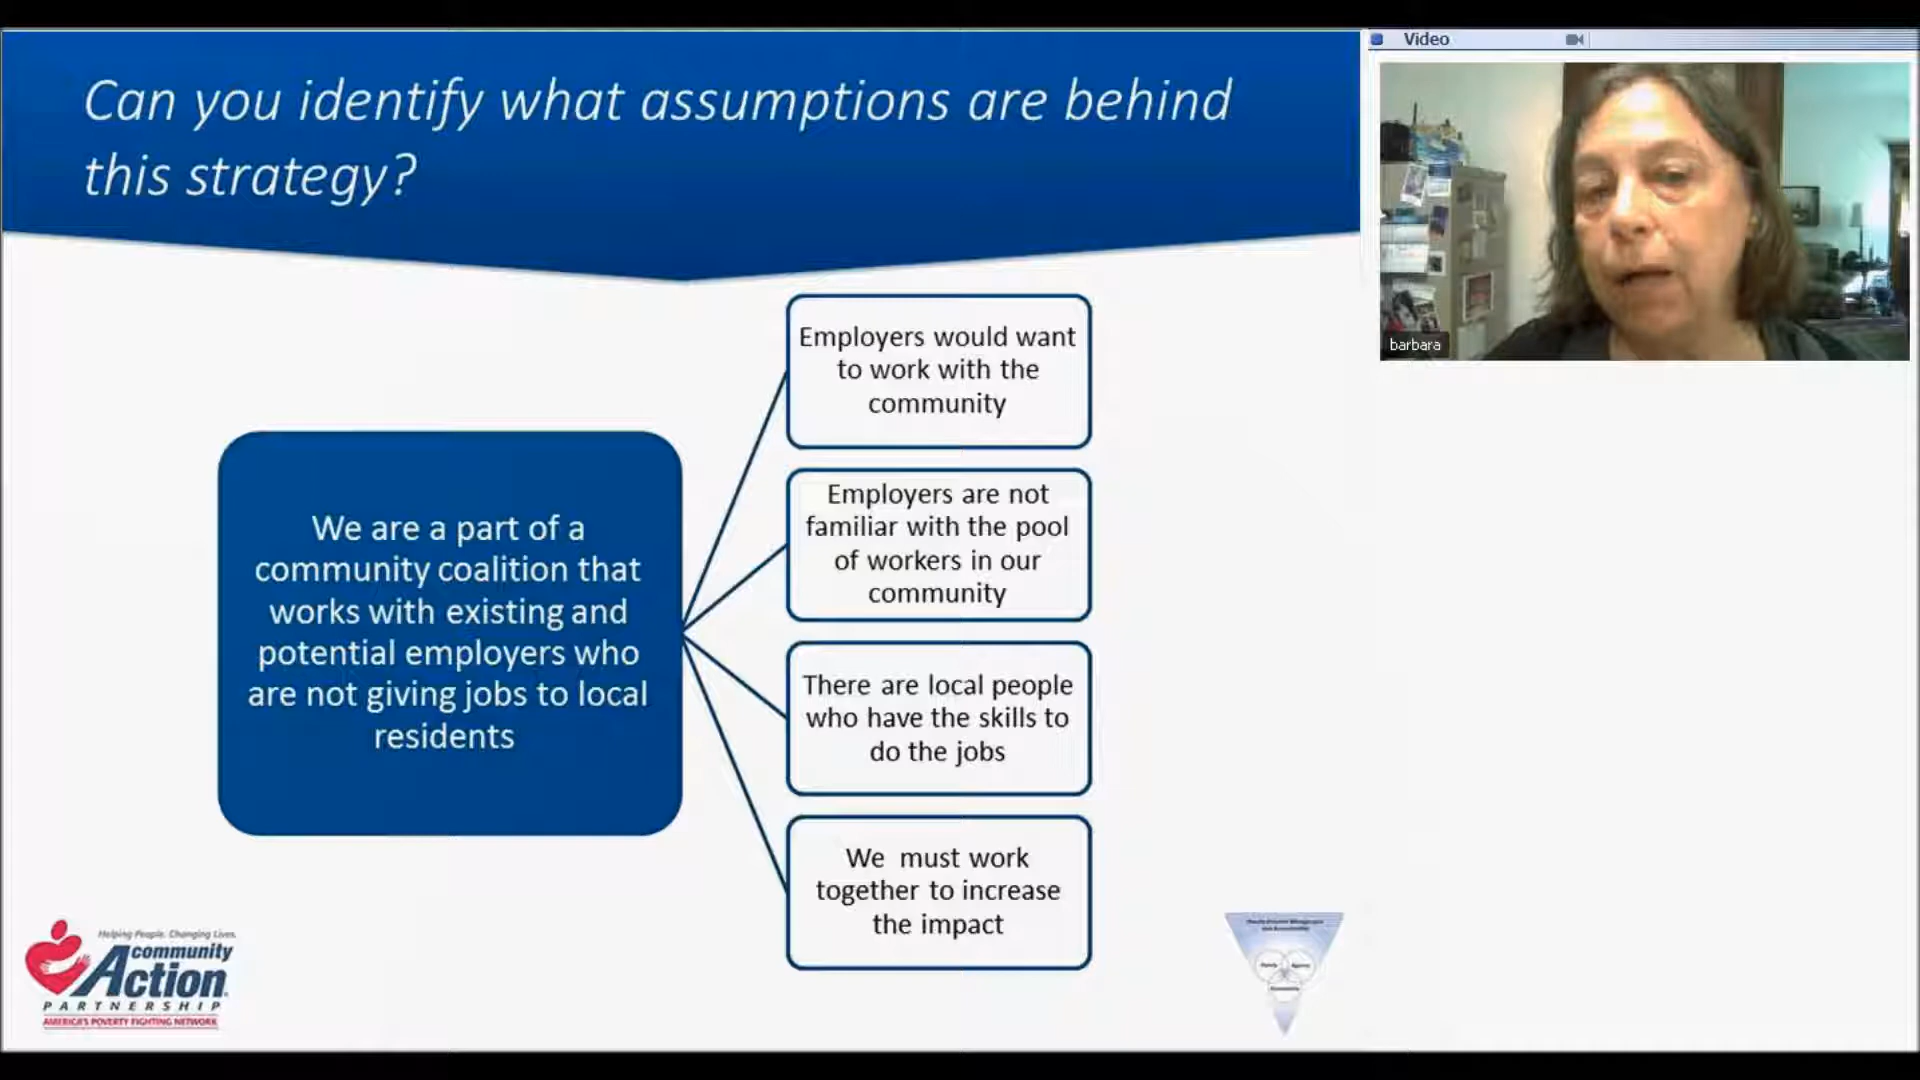 Can you identify what assumptions are behind
this strategy?
Video
barbara
We are a part of a
community coalition that
works with existing and
potential employers who
are not giving jobs to local
residents
Employers would want
to work with the
community
Employers are not
familiar with the pool
of workers in our
community
There are local people
who have the skills to
do the jobs
We must work
together to increase
the impact
Helping People. Changing Lives.
community
Action
PARTNERSHIP
AMERICA'S POVERTY FIGHTING NETWORK
Family
Agency
Community